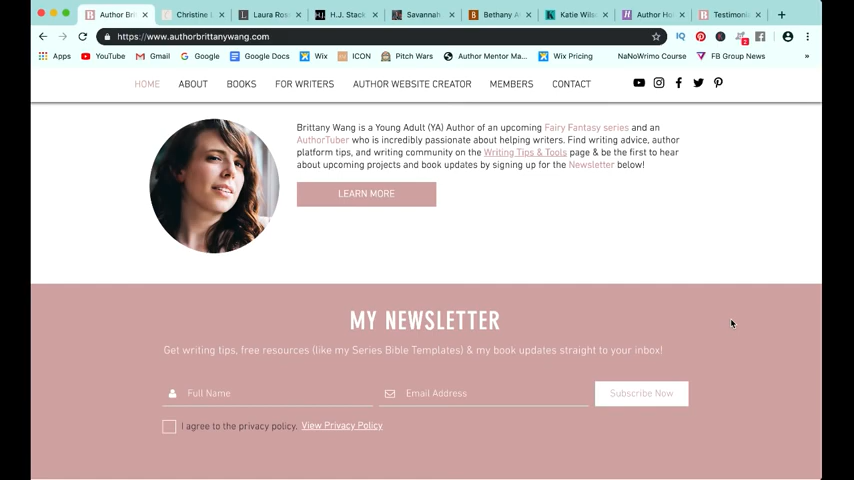 Author Bri
Christine
Laura Ros
H.J. Stack
Savannah
Bethany A
Katie Wils
Author Ho
Testimoni
https://www.authorbrittanywang.com
Apps YouTube Gmail Google Google Docs Wix ICON Pitch Wars Author Mentor Ma... Wix Pricing NaNoWrimo Course FB Group News »
HOME ABOUT BOOKS FOR WRITERS AUTHOR WEBSITE CREATOR MEMBERS CONTACT
Brittany Wang is a Young Adult (YA) Author of an upcoming Fairy Fantasy series and an
AuthorTuber who is incredibly passionate about helping writers. Find writing advice, author
platform tips, and writing community on the Writing Tips & Tools page & be the first to hear
about upcoming projects and book updates by signing up for the Newsletter below!
LEARN MORE
MY NEWSLETTER
Get writing tips, free resources (like my Series Bible Templates) & my book updates straight to your inbox!
Full Name Email Address Subscribe Now
I agree to the privacy policy. View Privacy Policy